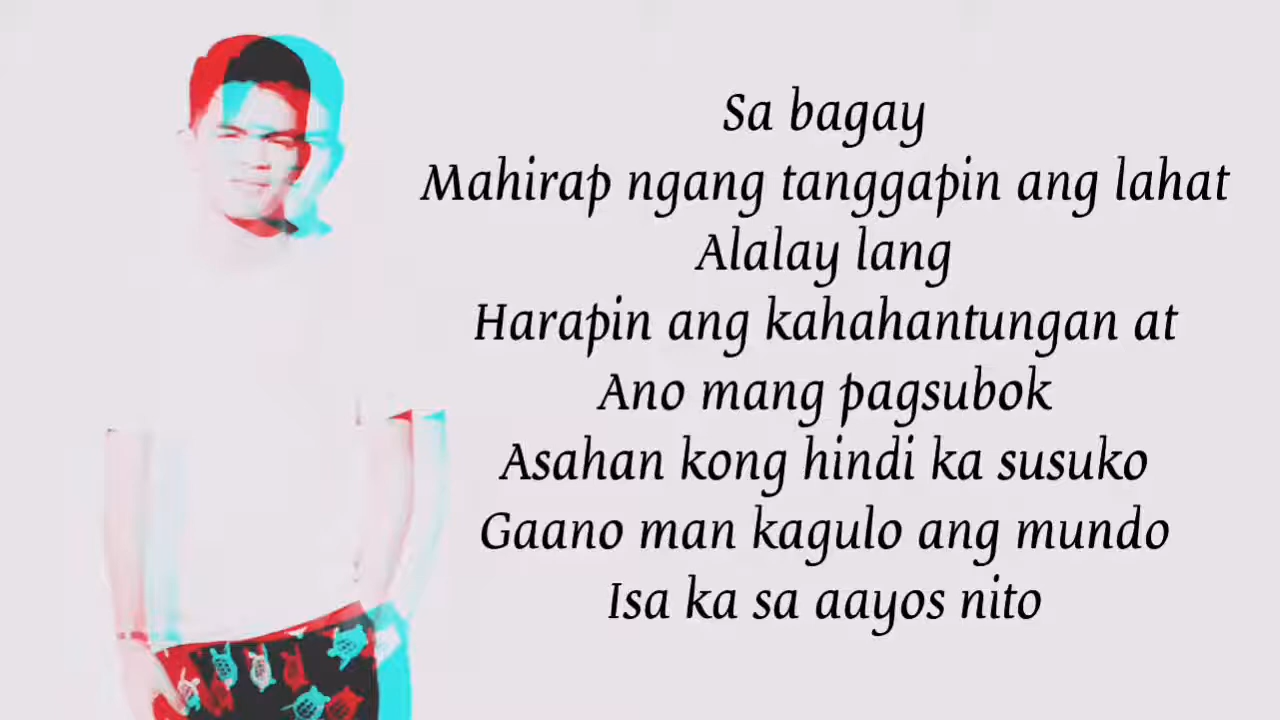 Sa bagay
Mahirap ngang tanggapin ang lahat
Alalay lang
Harapin ang kahahantungan at
Ano mang pagsubok
Asahan kong hindi ka susuko
Gaano man kagulo ang mundo
Isa ka sa aayos nito